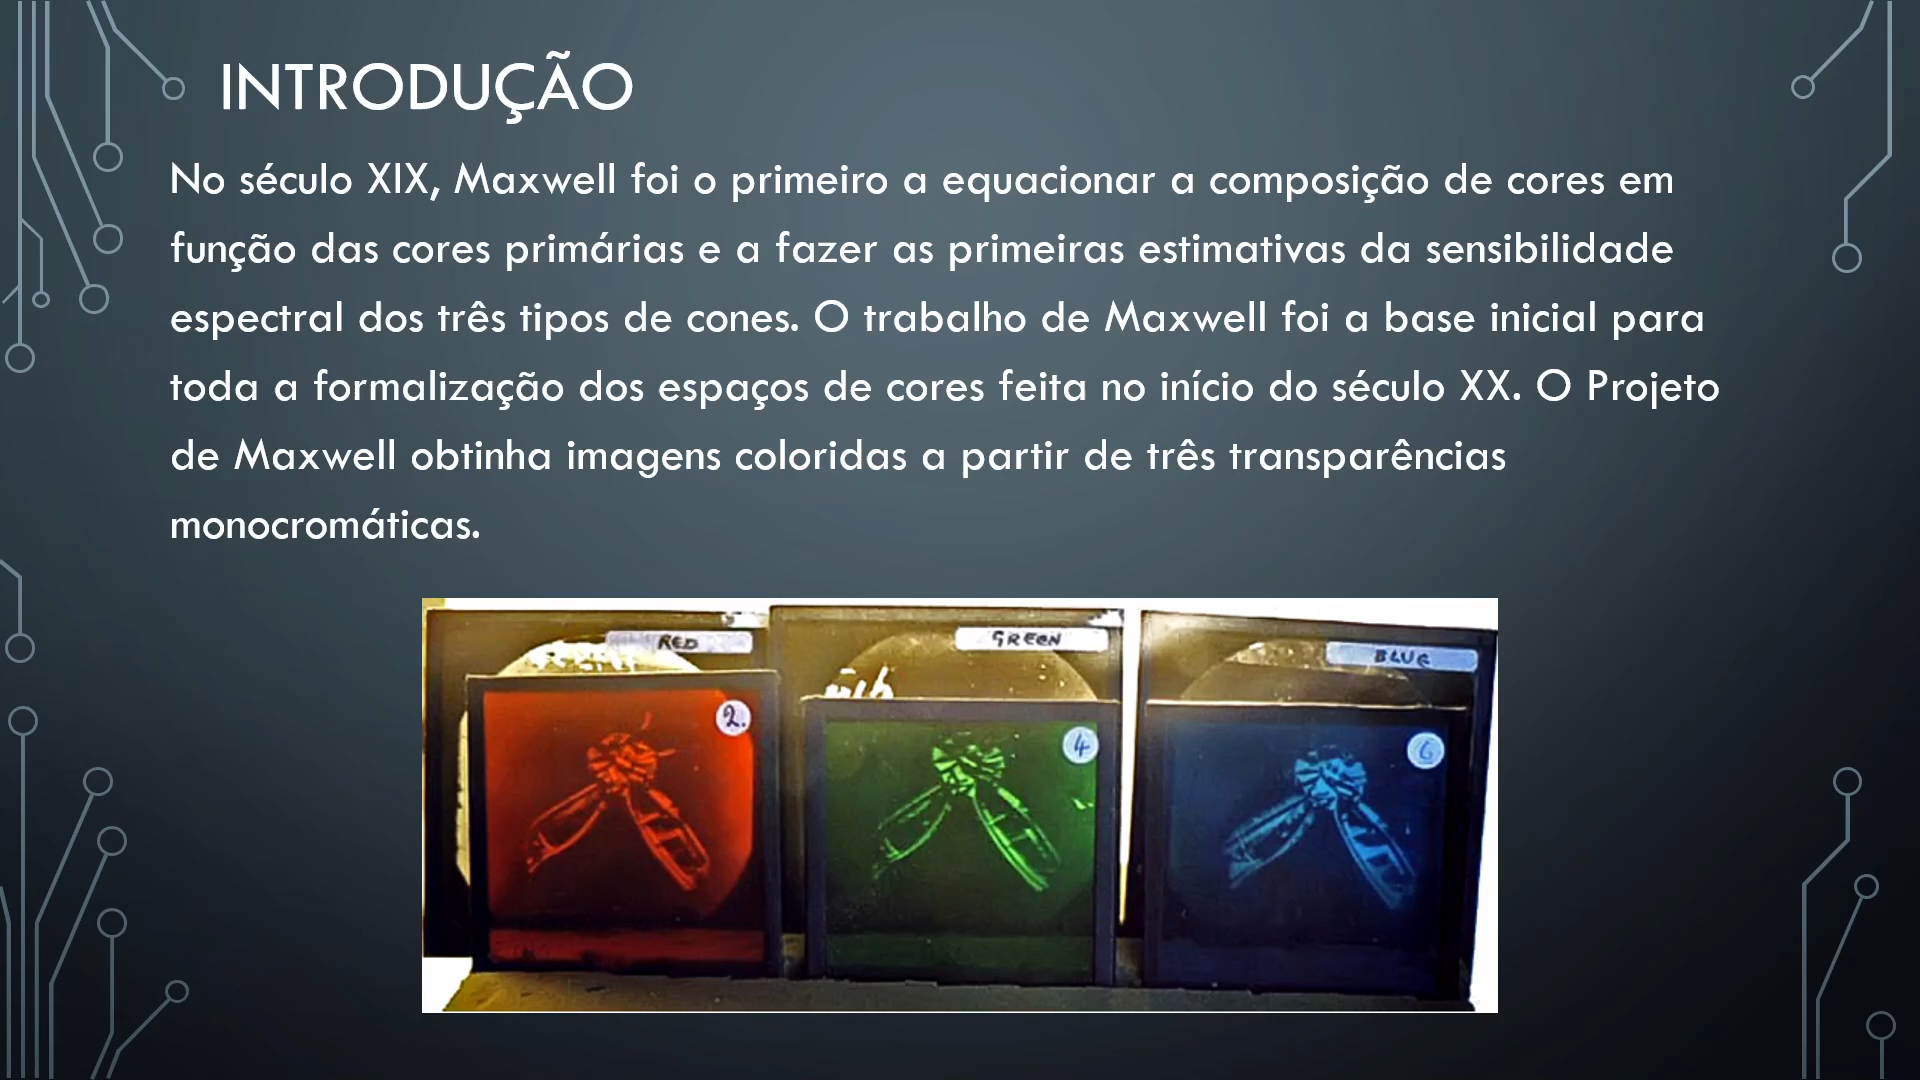 INTRODUÇÃO
No século XIX, Maxwell foi o primeiro a equacionar a composição de cores em
função das cores primárias e a fazer as primeiras estimativas da sensibilidade
espectral dos três tipos de cones. O trabalho de Maxwell foi a base inicial para
toda a formalização dos espaços de cores feita no início do século XX. O Projeto
de Maxwell obtinha imagens coloridas a partir de três transparências
monocromáticas.
RED
GREEN
BLUE
2.
4
6